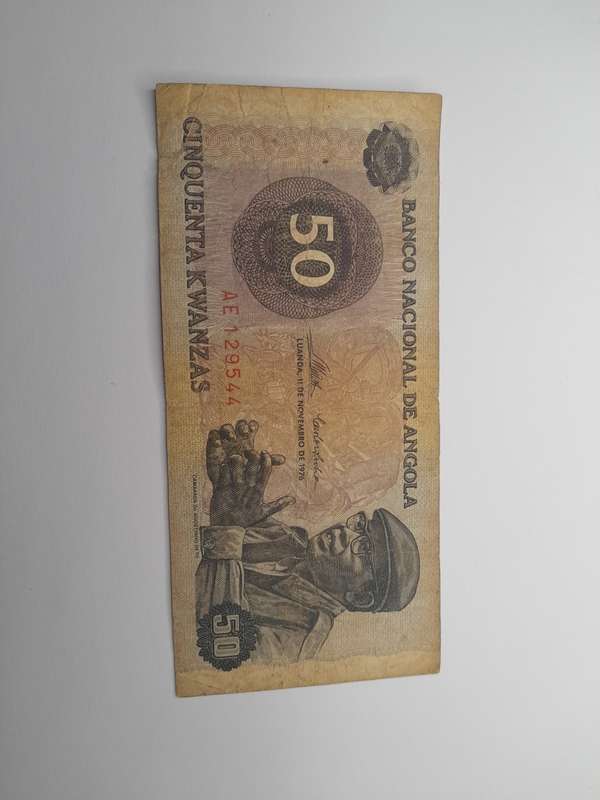 BANCO NACIONAL DE ANGOLA
50
LUANDA, 11 DE NOVEMBRO DE 1976
AE 129544
CINQUENTA KWANZAS
50